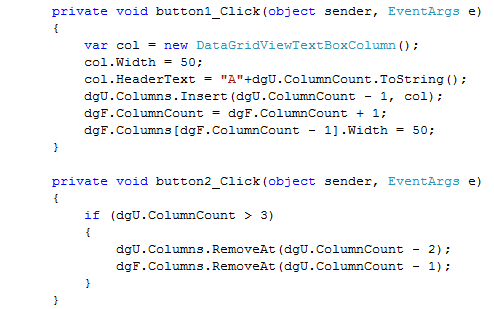 private void button1_Click(object sender, EventArgs e)
{
var col = new DataGridViewTextBoxColumn();
col.Width = 50;
col.HeaderText = "A"+dgU.ColumnCount.ToString();
dgU.Columns.Insert(dgU.ColumnCount - 1, col);
dgF.ColumnCount = dgF.ColumnCount + 1;
dgF.Columns[dgF.ColumnCount - 1].Width = 50;
}
private void button2_Click(object sender, EventArgs e)
{
if (dgU.ColumnCount > 3)
{
dgU.Columns.RemoveAt(dgU.ColumnCount - 2);
dgF.Columns.RemoveAt(dgU.ColumnCount - 1);
}
}